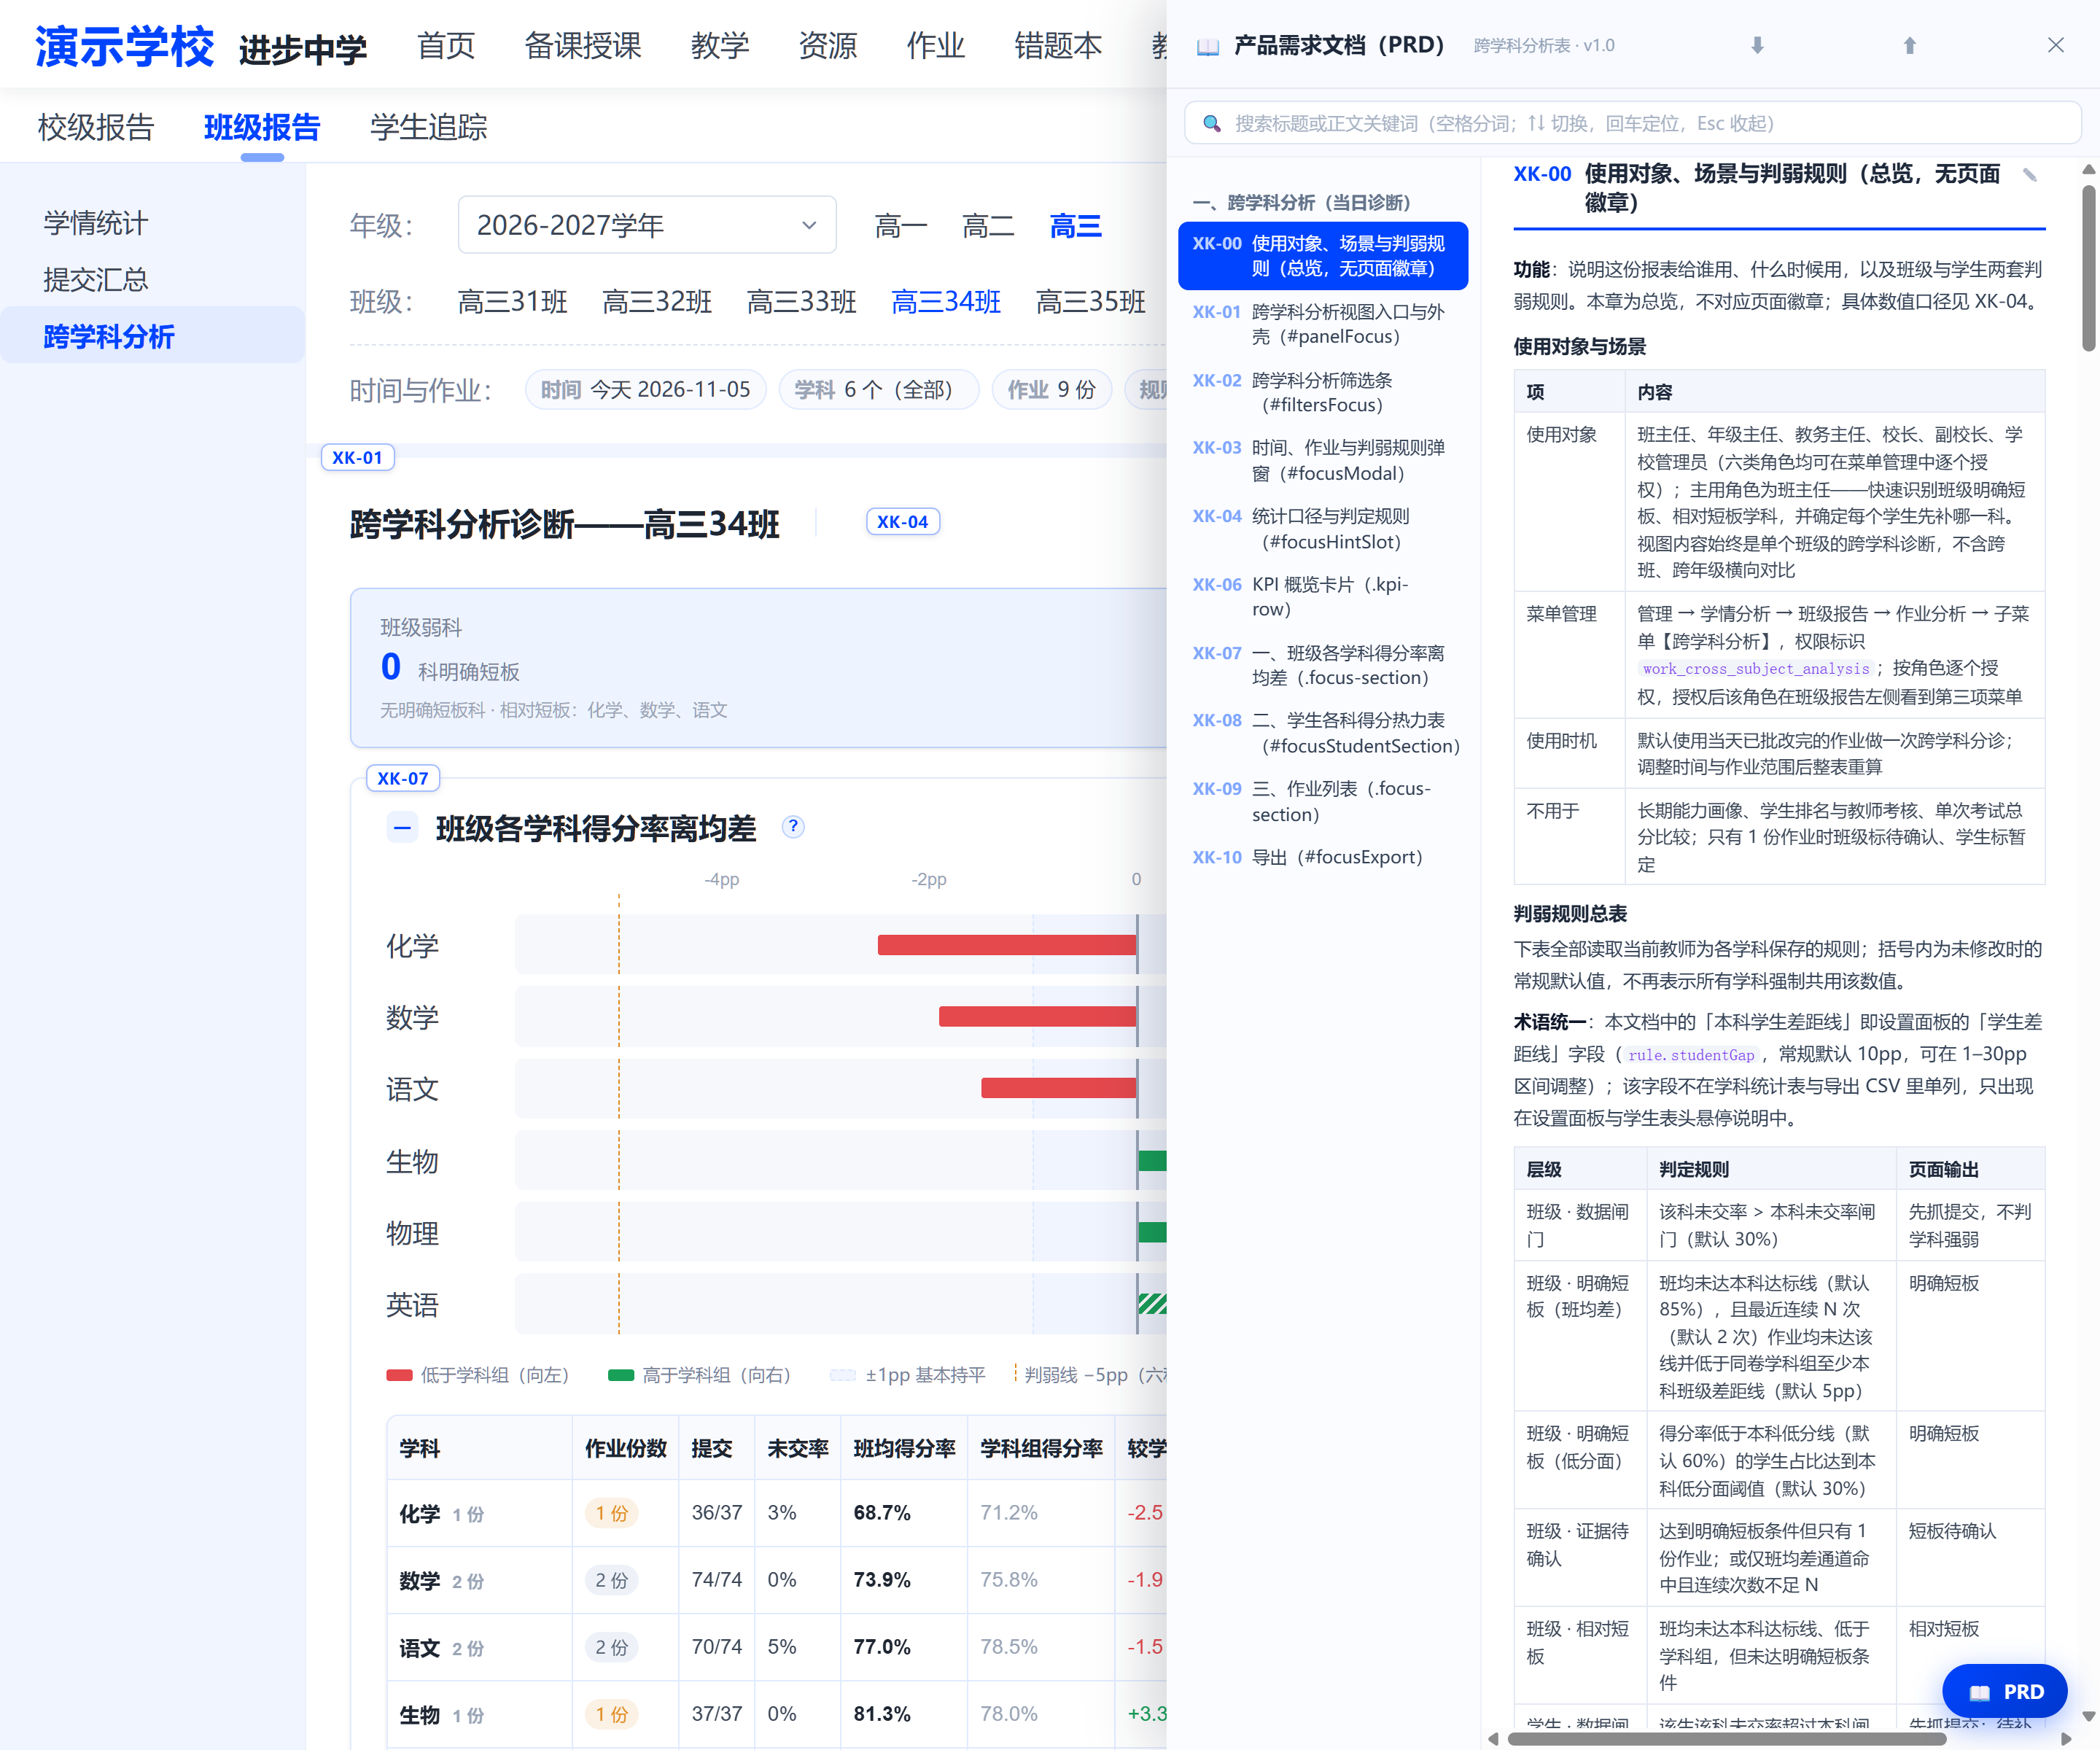 演示学校 进步中学 首页 备课授课 教学 资源 作业 错题本
校级报告 班级报告 学生追踪
学情统计
提交汇总
跨学科分析
年级： 2026-2027学年 高一 高二 高三
班级： 高三31班 高三32班 高三33班 高三34班 高三35班
时间与作业： 时间 今天 2026-11-05 学科 6 个（全部） 作业 9 份
XK-01
跨学科分析诊断——高三34班 XK-04
班级弱科
0 科明确短板
无明确短板科 · 相对短板：化学、数学、语文
XK-07
班级各学科得分率离均差 ?
-4pp -2pp 0
化学
数学
语文
生物
物理
英语
低于学科组（向左） 高于学科组（向右） ±1pp 基本持平 判弱线 −5pp
学科 作业份数 提交 未交率 班均得分率 学科组得分率 较学
化学 1 份 1 份 36/37 3% 68.7% 71.2% -2.5
数学 2 份 2 份 74/74 0% 73.9% 75.8% -1.9
语文 2 份 2 份 70/74 5% 77.0% 78.5% -1.5
生物 1 份 1 份 37/37 0% 81.3% 78.0% +3.3
产品需求文档（PRD） 跨学科分析表 · v1.0
搜索标题或正文关键词（空格分词；↑↓ 切换，回车定位，Esc 收起）
一、跨学科分析（当日诊断）
XK-00 使用对象、场景与判弱规
则（总览，无页面徽章）
XK-01 跨学科分析视图入口与外
壳（#panelFocus）
XK-02 跨学科分析筛选条
（#filtersFocus）
XK-03 时间、作业与判弱规则弹
窗（#focusModal）
XK-04 统计口径与判定规则
（#focusHintSlot）
XK-06 KPI 概览卡片（.kpi-
row）
XK-07 一、班级各学科得分率离
均差（.focus-section）
XK-08 二、学生各科得分热力表
（#focusStudentSection）
XK-09 三、作业列表（.focus-
section）
XK-10 导出（#focusExport）
XK-00 使用对象、场景与判弱规则（总览，无页面
徽章）
功能：说明这份报表给谁用、什么时候用，以及班级与学生两套判
弱规则。本章为总览，不对应页面徽章；具体数值口径见 XK-04。
使用对象与场景
项 内容
使用对象 班主任、年级主任、教务主任、校长、副校长、学
校管理员（六类角色均可在菜单管理中逐个授
权）；主用角色为班主任——快速识别班级明确短
板、相对短板学科，并确定每个学生先补哪一科。
视图内容始终是单个班级的跨学科诊断，不含跨
班、跨年级横向对比
菜单管理 管理 → 学情分析 → 班级报告 → 作业分析 → 子菜
单【跨学科分析】，权限标识
work_cross_subject_analysis；按角色逐个授
权，授权后该角色在班级报告左侧看到第三项菜单
使用时机 默认使用当天已批改完的作业做一次跨学科分诊；
调整时间与作业范围后整表重算
不用于 长期能力画像、学生排名与教师考核、单次考试总
分比较；只有 1 份作业时班级标待确认、学生标暂
定
判弱规则总表
下表全部读取当前教师为各学科保存的规则；括号内为未修改时的
常规默认值，不再表示所有学科强制共用该数值。
术语统一：本文档中的「本科学生差距线」即设置面板的「学生差
距线」字段（rule.studentGap，常规默认 10pp，可在 1–30pp
区间调整）；该字段不在学科统计表与导出 CSV 里单列，只出现
在设置面板与学生表头悬停说明中。
层级 判定规则 页面输出
班级 · 数据闸
门 该科未交率 > 本科未交率闸
门（默认 30%） 先抓提交，不判
学科强弱
班级 · 明确短
板（班均差） 班均未达本科达标线（默认
85%），且最近连续 N 次
（默认 2 次）作业均未达该
线并低于同卷学科组至少本
科班级差距线（默认 5pp） 明确短板
班级 · 明确短
板（低分面） 得分率低于本科低分线（默
认 60%）的学生占比达到本
科低分面阈值（默认 30%） 明确短板
班级 · 证据待
确认 达到明确短板条件但只有 1
份作业；或仅班均差通道命
中且连续次数不足 N 短板待确认
班级 · 相对短
板 班均未达本科达标线、低于
学科组，但未达明确短板条
件 相对短板
学生 · 数据闸 该生该科未交率超过本科闸 先抓提交；待补
PRD